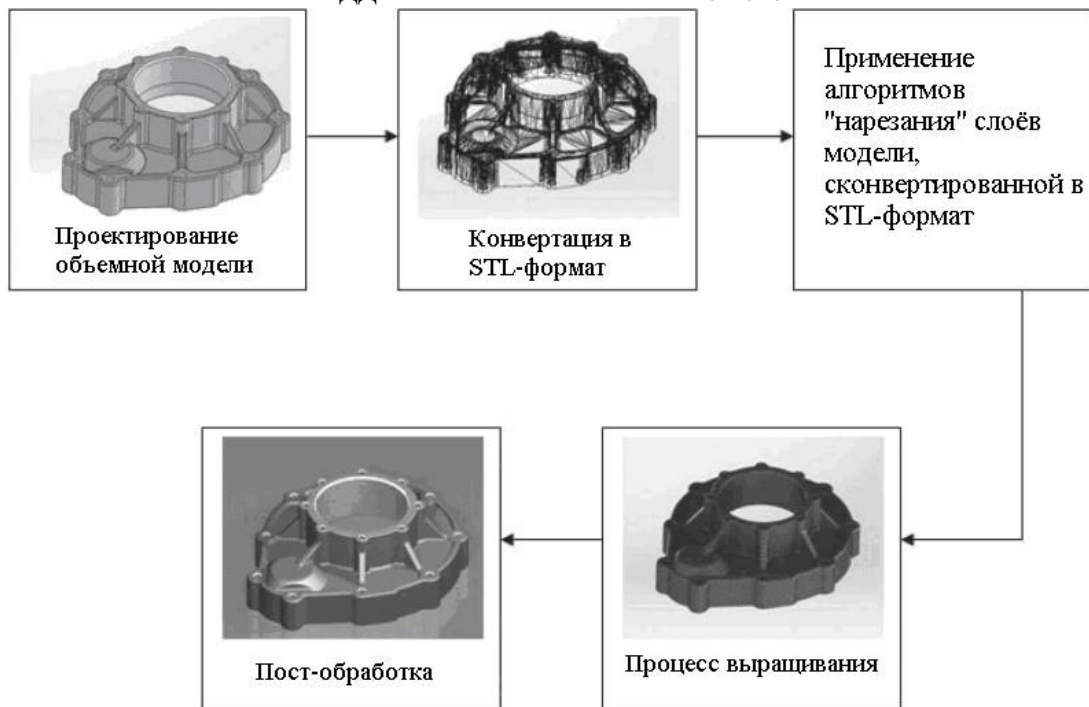 Проектирование
объемной модели
Конвертация в
STL-формат
Применение
алгоритмов
"нарезания" слоёв
модели,
сконвертированной в
STL-формат
Процесс выращивания
Пост-обработка